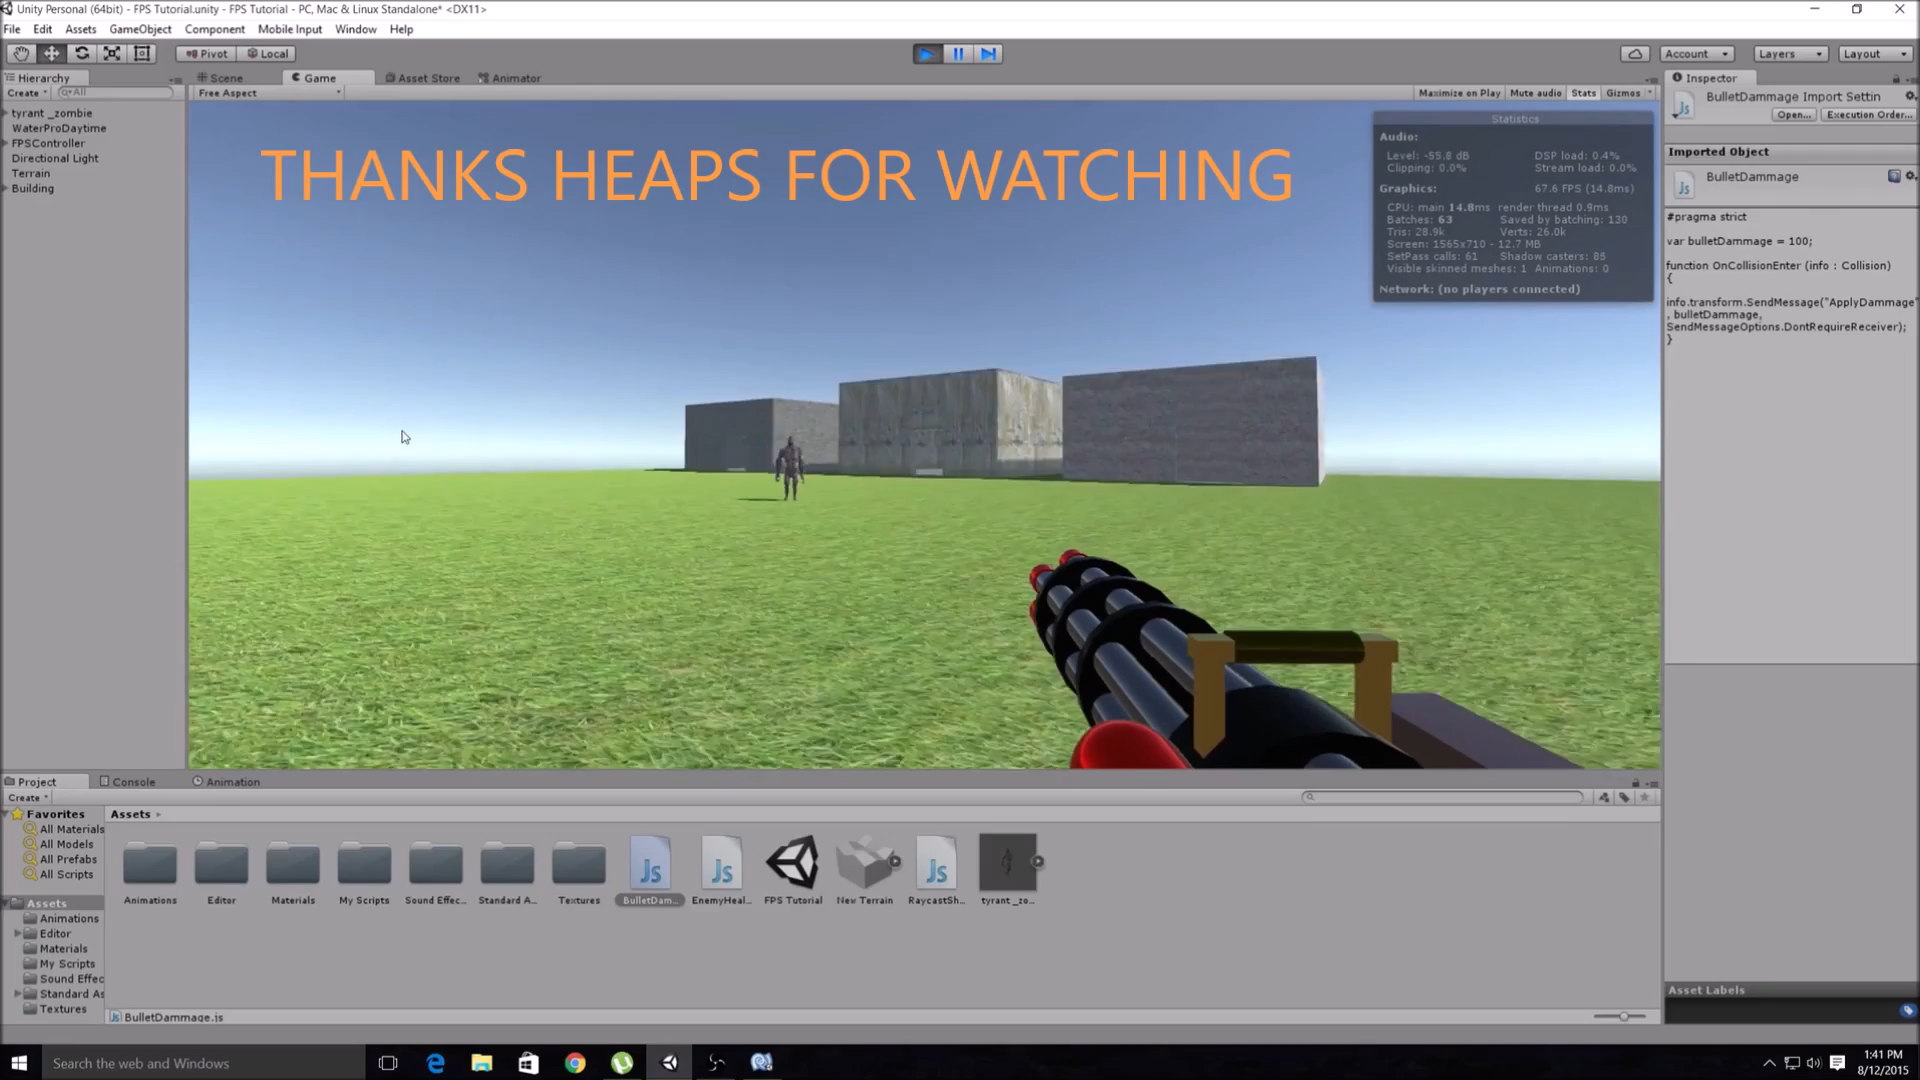 Unity Personal (64bit) - FPS Tutorial.unity - FPS Tutorial - PC, Mac & Linux Standalone* <DX11>
File Edit Assets GameObject Component Mobile Input Window Help
Pivot Local Account Layers Layout
Hierarchy Scene Game Asset Store Animator Inspector
Create All Free Aspect Maximize on Play Mute audio Stats Gizmos
tyrant _zombie
WaterProDaytime
FPSController
Directional Light
Terrain
Building
THANKS HEAPS FOR WATCHING
Statistics
Audio:
Level: -55.8 dB DSP load: 0.4%
Clipping: 0.0% Stream load: 0.0%
Graphics: 67.6 FPS (14.8ms)
CPU: main 14.8ms render thread 0.9ms
Batches: 63 Saved by batching: 130
Tris: 28.9k Verts: 26.0k
Screen: 1565x710 - 12.7 MB
SetPass calls: 61 Shadow casters: 85
Visible skinned meshes: 1 Animations: 0
Network: (no players connected)
BulletDammage Import Settin
Open... Execution Order...
Imported Object
BulletDammage
#pragma strict
var bulletDammage = 100;
function OnCollisionEnter (info : Collision)
{
info.transform.SendMessage("ApplyDammage"
, bulletDammage,
SendMessageOptions.DontRequireReceiver);
}
Project Console Animation
Create
Favorites
All Materials
All Models
All Prefabs
All Scripts
Assets
Animations
Editor
Materials
My Scripts
Sound Effec
Standard As
Textures
Assets
Js Js Js
Animations Editor Materials My Scripts Sound Effec... Standard A... Textures BulletDam... EnemyHeal... FPS Tutorial New Terrain RaycastSh... tyrant _zo...
BulletDammage.js
Asset Labels
Search the web and Windows
1:41 PM
8/12/2015